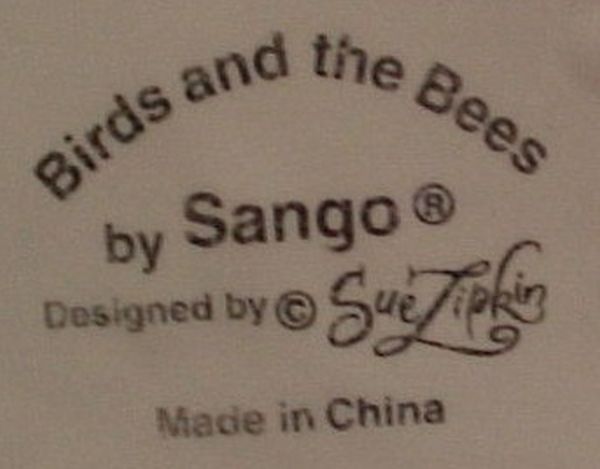 Birds and the Bees
by Sango ®
Designed by © Sue Zipkin
Made in China